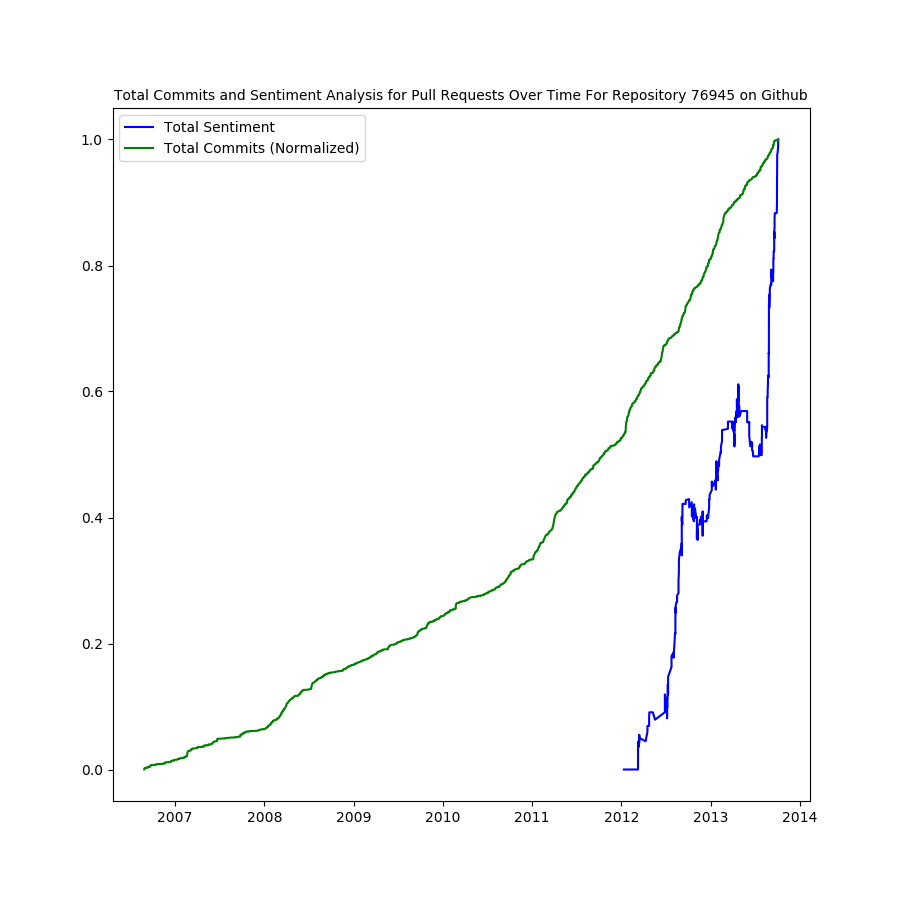 Total Commits and Sentiment Analysis for Pull Requests Over Time For Repository 76945 on Github
Total Sentiment
Total Commits (Normalized)
1.0
0.8
0.6
0.4
0.2
0.0
2007 2008 2009 2010 2011 2012 2013 2014